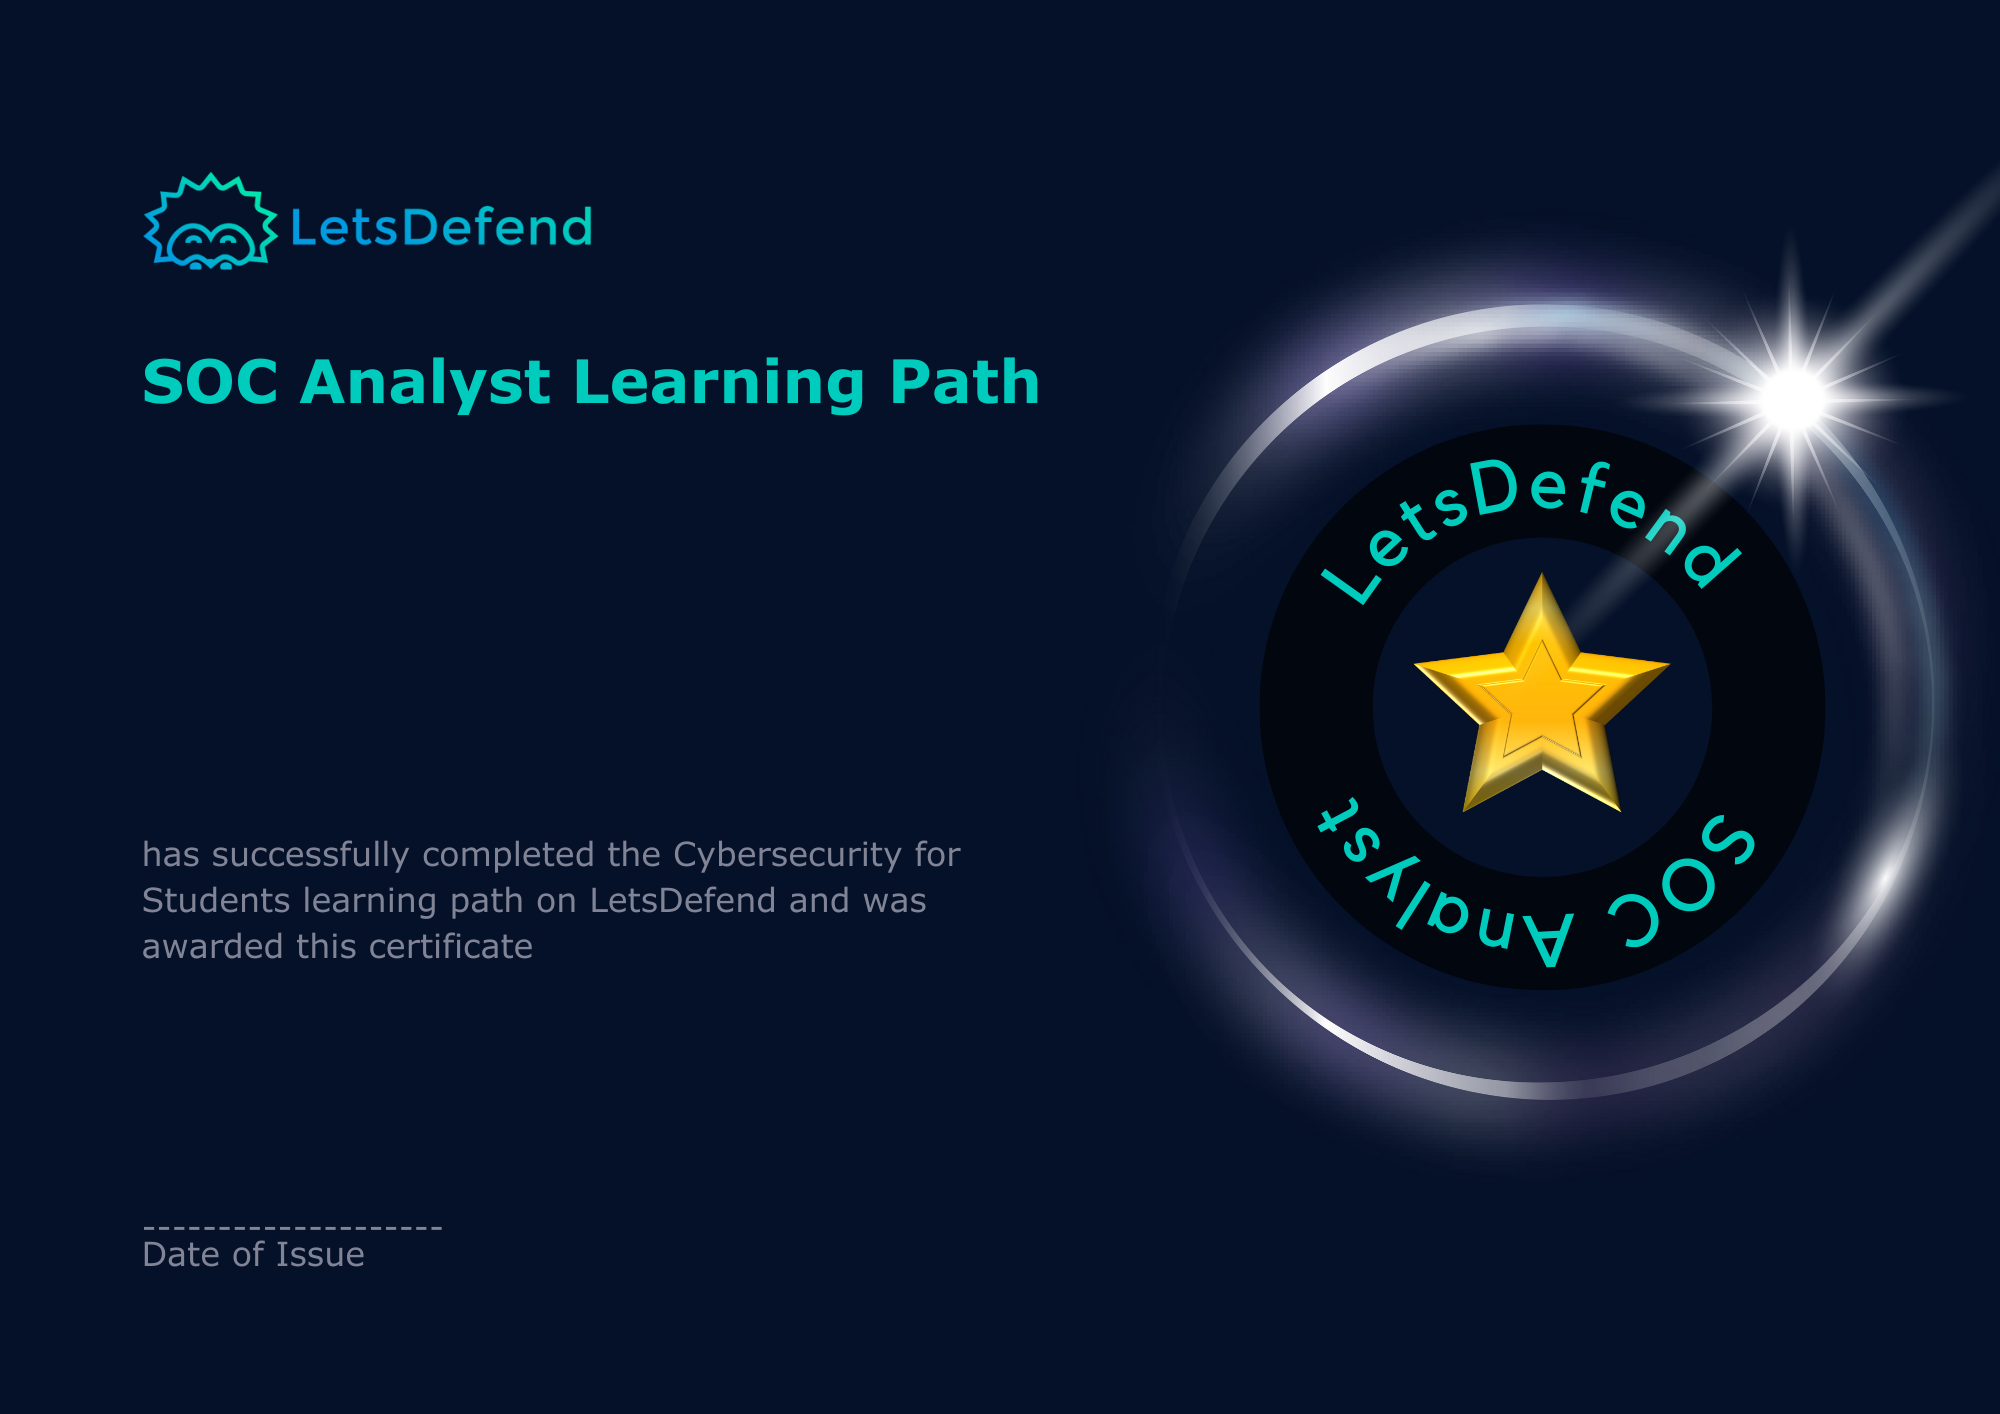 LetsDefend
SOC Analyst Learning Path
LetsDefend
SOC Analyst
has successfully completed the Cybersecurity for
Students learning path on LetsDefend and was
awarded this certificate
--------------------
Date of Issue